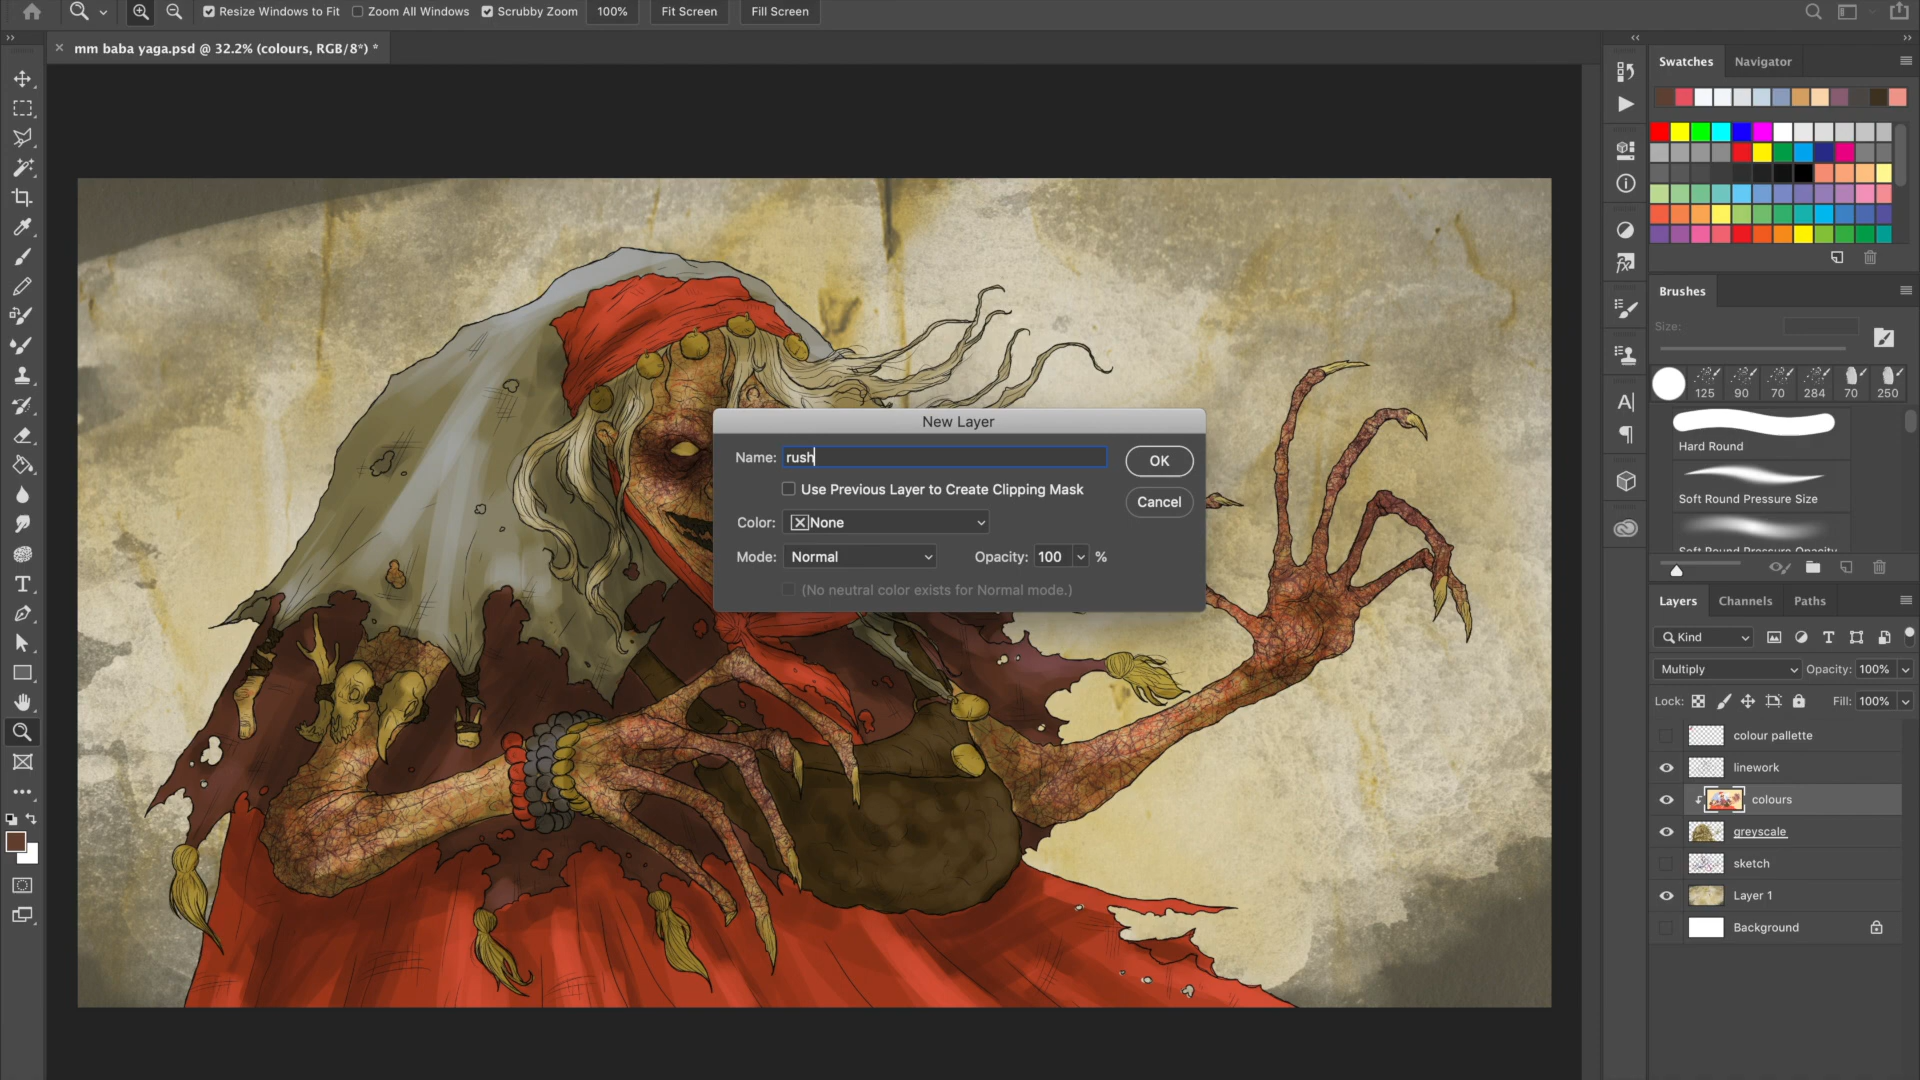 Resize Windows to Fit Zoom All Windows Scrubby Zoom 100% Fit Screen Fill Screen
mm baba yaga.psd @ 32.2% (colours, RGB/8*) *
Swatches Navigator
Brushes
Size:
125 90 70 284 70 250
Hard Round
Soft Round Pressure Size
Soft Round Pressure Opacity
New Layer
Name: rush
OK
Use Previous Layer to Create Clipping Mask
Cancel
Color: None
Mode: Normal Opacity: 100 %
(No neutral color exists for Normal mode.)
Layers Channels Paths
Kind
Multiply Opacity: 100%
Lock: Fill: 100%
colour pallette
linework
colours
greyscale
sketch
Layer 1
Background